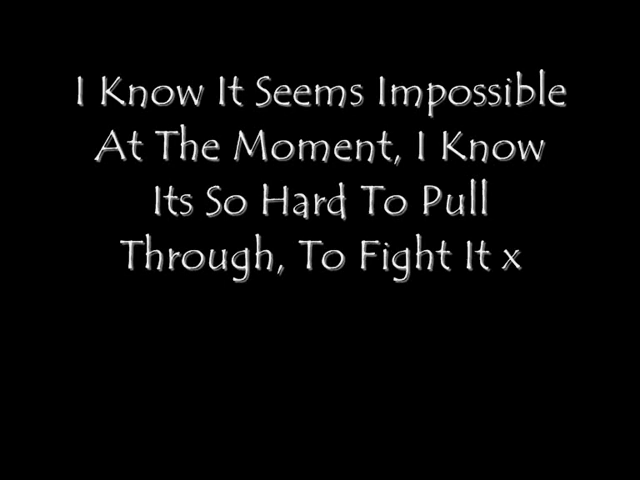 I Know It Seems Impossible
At The Moment, I Know
Its So Hard To Pull
Through, To Fight It x